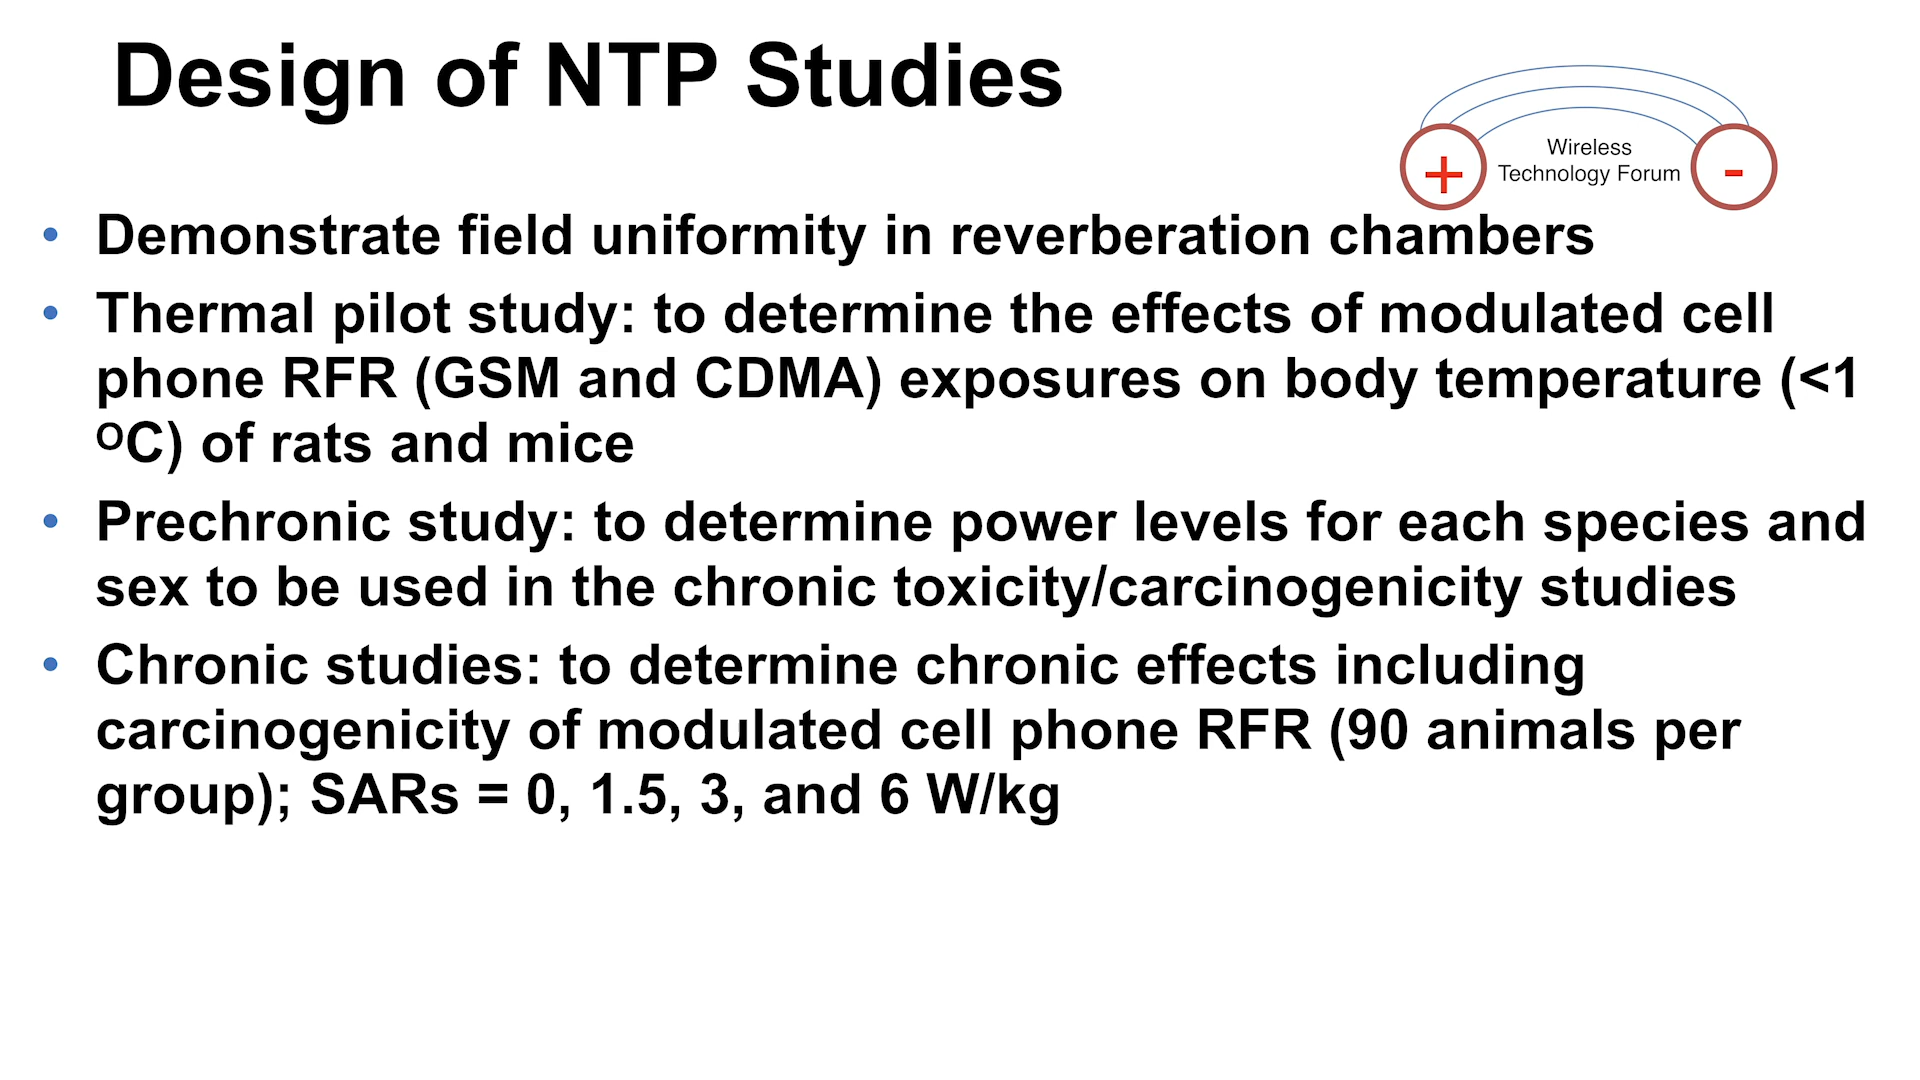 Design of NTP Studies
+
Wireless
Technology Forum
-
• Demonstrate field uniformity in reverberation chambers
• Thermal pilot study: to determine the effects of modulated cell
phone RFR (GSM and CDMA) exposures on body temperature (<1
ᴼC) of rats and mice
• Prechronic study: to determine power levels for each species and
sex to be used in the chronic toxicity/carcinogenicity studies
• Chronic studies: to determine chronic effects including
carcinogenicity of modulated cell phone RFR (90 animals per
group); SARs = 0, 1.5, 3, and 6 W/kg